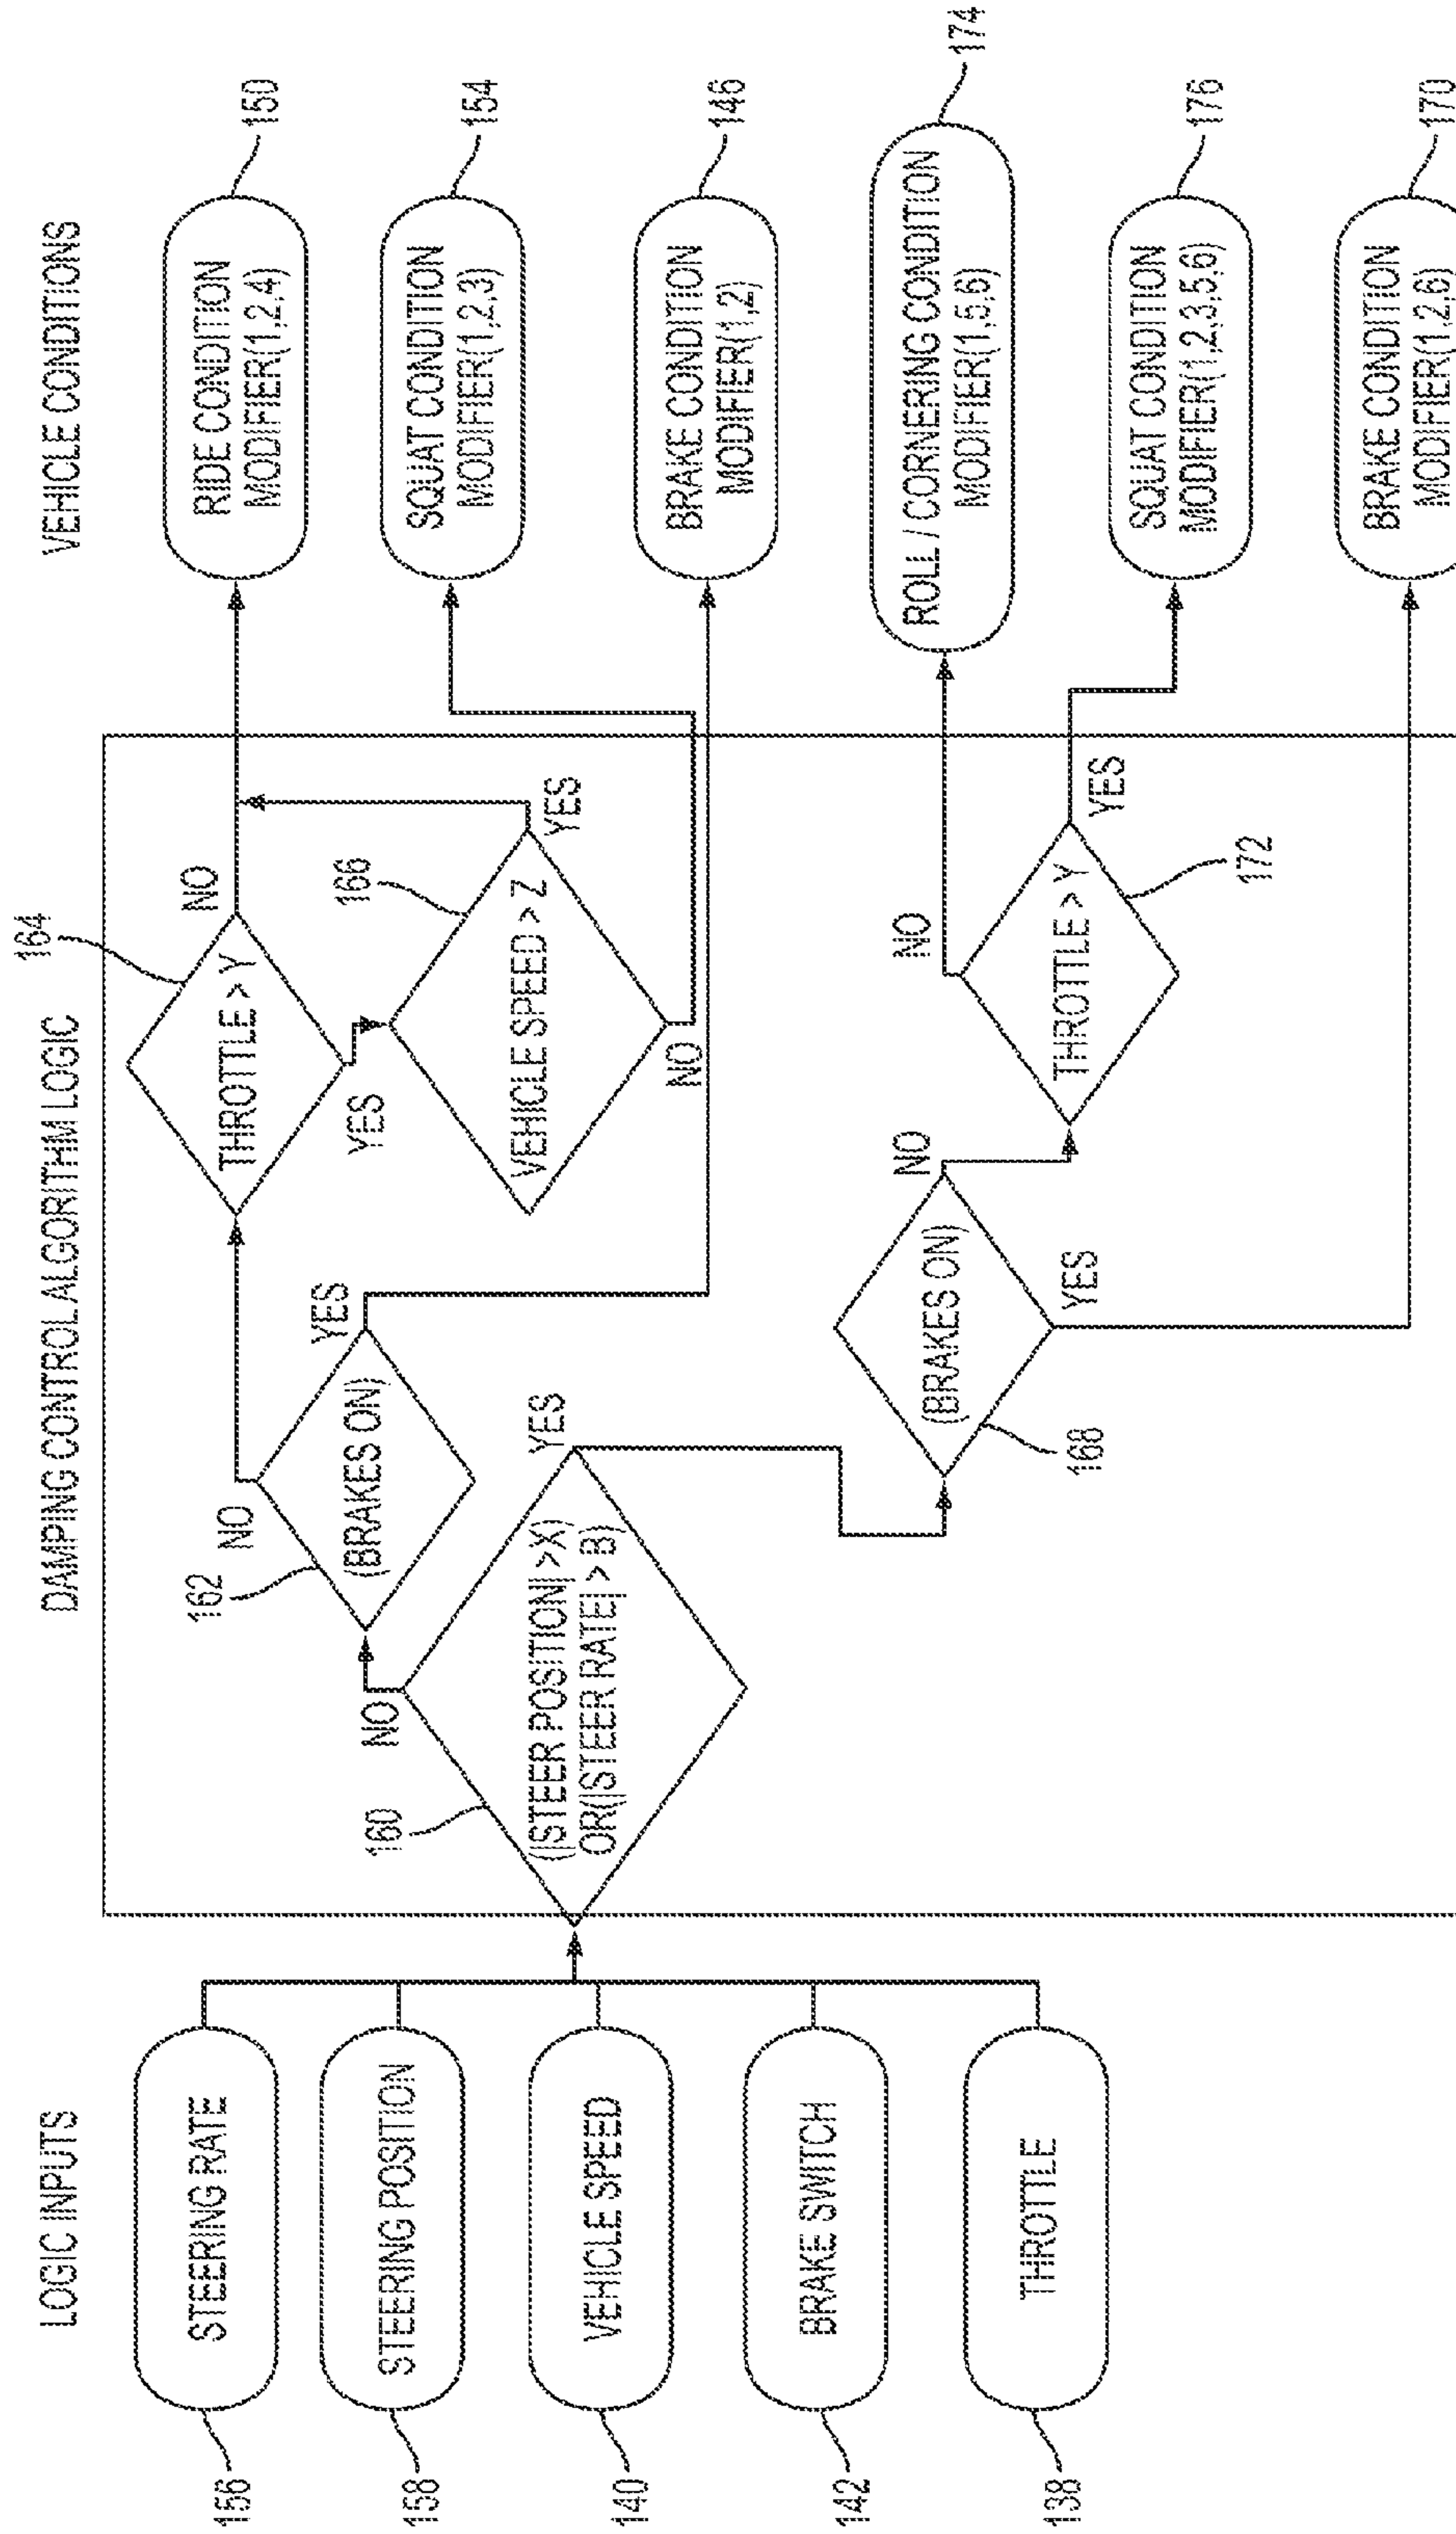 LOGIC INPUTS
DAMPING CONTROL ALGORITHM LOGIC
VEHICLE CONDITIONS
156
STEERING RATE
158
STEERING POSITION
140
VEHICLE SPEED
142
BRAKE SWITCH
138
THROTTLE
160
(|STEER POSITION| >X)
OR(|STEER RATE| > B)
NO
YES
162
(BRAKES ON)
NO
YES
164
THROTTLE > Y
NO
YES
166
VEHICLE SPEED > Z
YES
NO
168
(BRAKES ON)
NO
YES
172
THROTTLE > Y
NO
YES
RIDE CONDITION
MODIFIER(1,2,4)
150
SQUAT CONDITION
MODIFIER(1,2,3)
154
BRAKE CONDITION
MODIFIER(1,2)
146
ROLL / CORNERING CONDITION
MODIFIER(1,5,6)
174
SQUAT CONDITION
MODIFIER(1,2,3,5,6)
176
BRAKE CONDITION
MODIFIER(1,2,6)
170